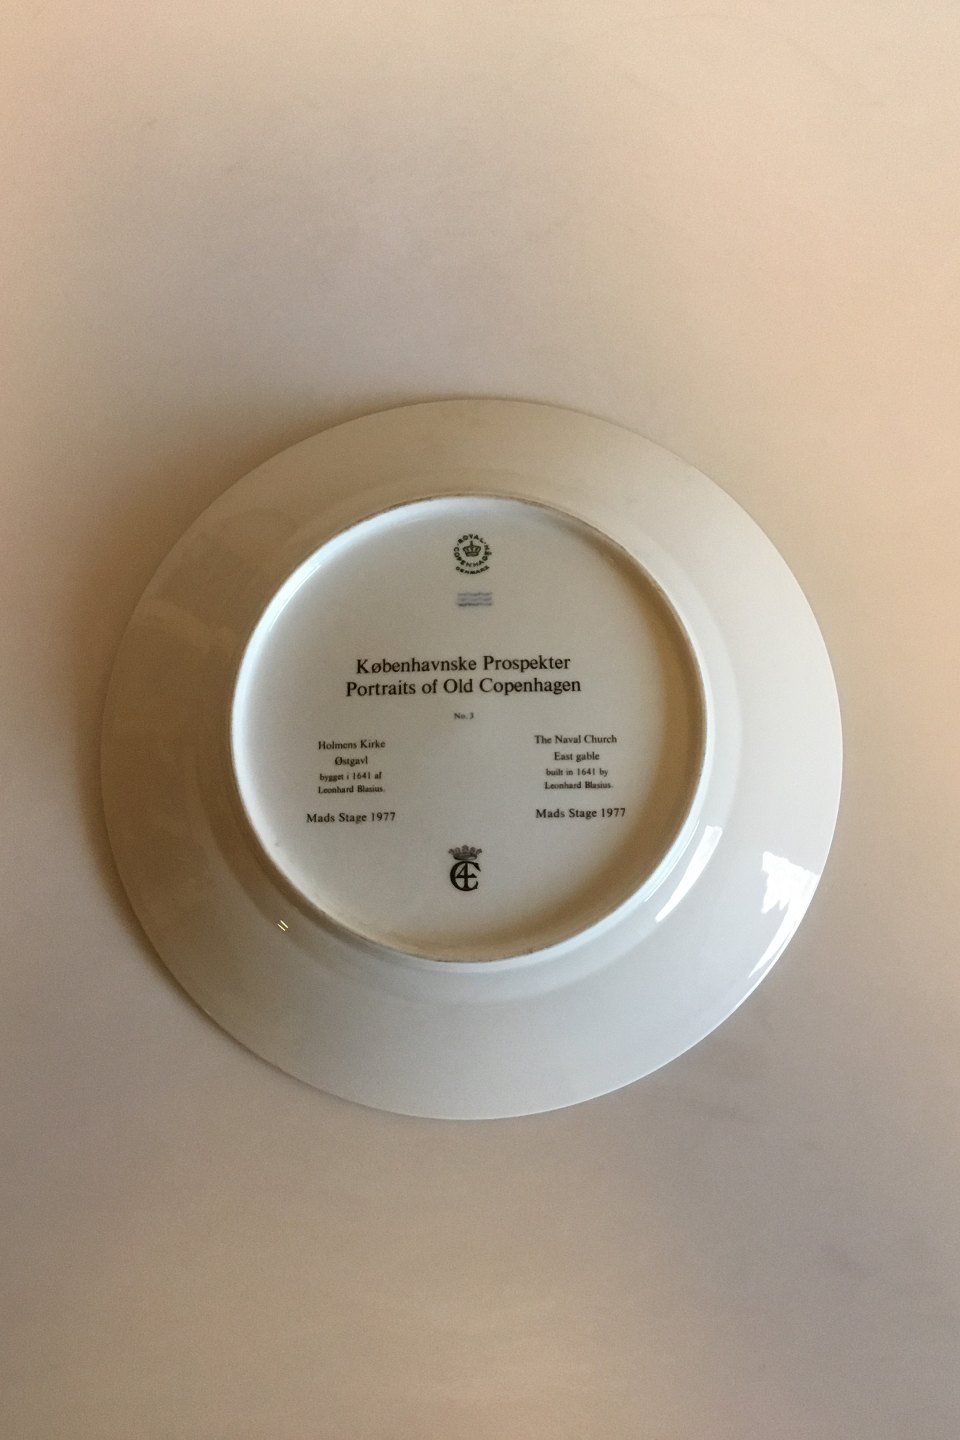 ROYAL
COPENHAGEN
DENMARK
Københavnske Prospekter
Portraits of Old Copenhagen
No. 3
Holmens Kirke
Østgavl
bygget i 1641 af
Leonhard Blasius.
Mads Stage 1977
The Naval Church
East gable
built in 1641 by
Leonhard Blasius.
Mads Stage 1977
C4